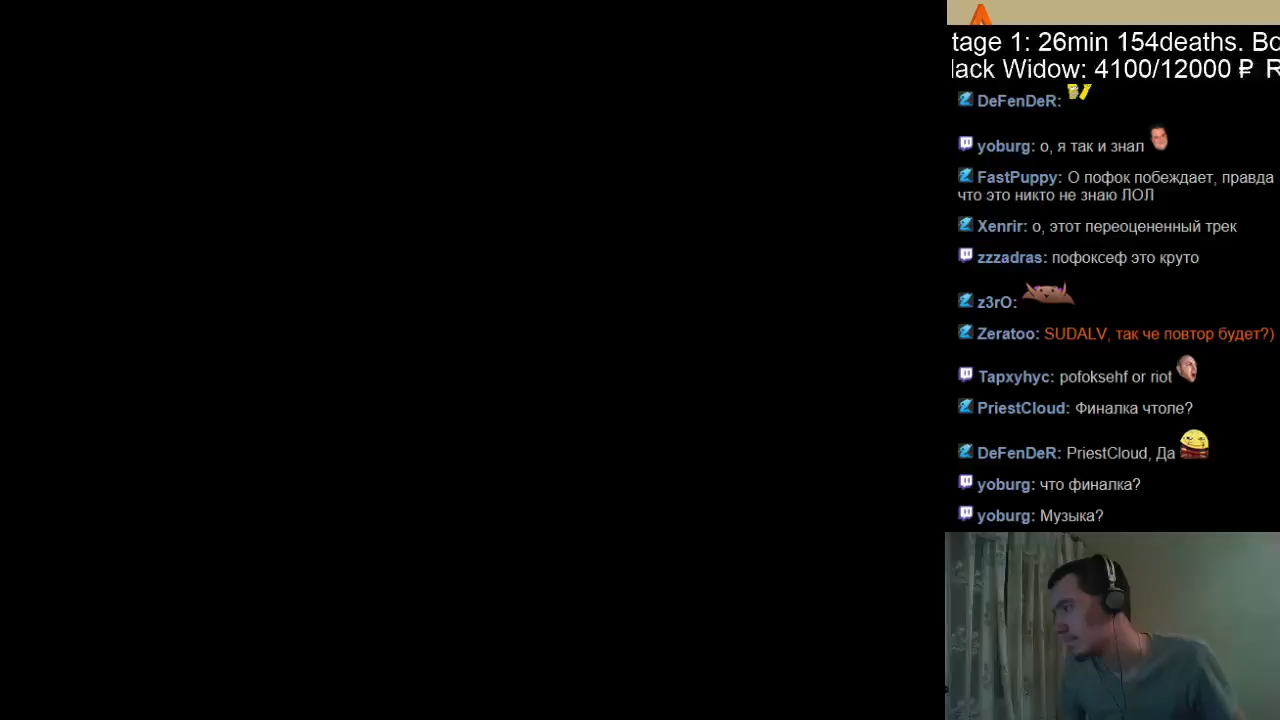 tage 1: 26min 154deaths. Bo
lack Widow: 4100/12000 ₽ R
DeFenDeR:
yoburg: о, я так и знал
FastPuppy: О пофок побеждает, правда
что это никто не знаю ЛОЛ
Xenrir: о, этот переоцененный трек
zzzadras: пофоксеф это круто
z3rO:
Zeratoo: SUDALV, так че повтор будет?)
Tapxyhyc: pofoksehf or riot
PriestCloud: Финалка чтоле?
DeFenDeR: PriestCloud, Да
yoburg: что финалка?
yoburg: Музыка?